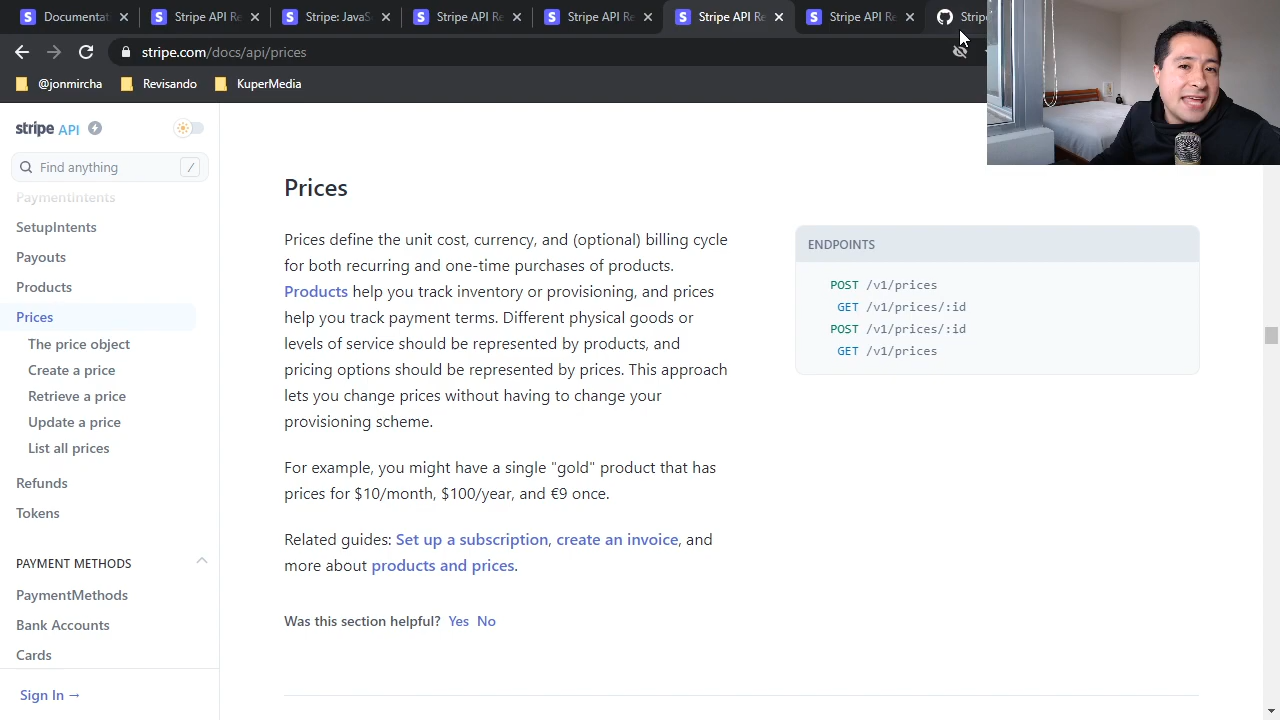 Documentat
Stripe API Re
Stripe: JavaS
Stripe API Re
Stripe API Re
Stripe API Re
Stripe API Re
Stripe
stripe.com/docs/api/prices
@jonmircha
Revisando
KuperMedia
stripe API
Find anything /
PaymentIntents
SetupIntents
Payouts
Products
Prices
The price object
Create a price
Retrieve a price
Update a price
List all prices
Refunds
Tokens
PAYMENT METHODS
PaymentMethods
Bank Accounts
Cards
Sign In →
Prices
Prices define the unit cost, currency, and (optional) billing cycle
for both recurring and one-time purchases of products.
Products help you track inventory or provisioning, and prices
help you track payment terms. Different physical goods or
levels of service should be represented by products, and
pricing options should be represented by prices. This approach
lets you change prices without having to change your
provisioning scheme.
For example, you might have a single "gold" product that has
prices for $10/month, $100/year, and €9 once.
Related guides: Set up a subscription, create an invoice, and
more about products and prices.
Was this section helpful? Yes No
ENDPOINTS
POST /v1/prices
GET /v1/prices/:id
POST /v1/prices/:id
GET /v1/prices